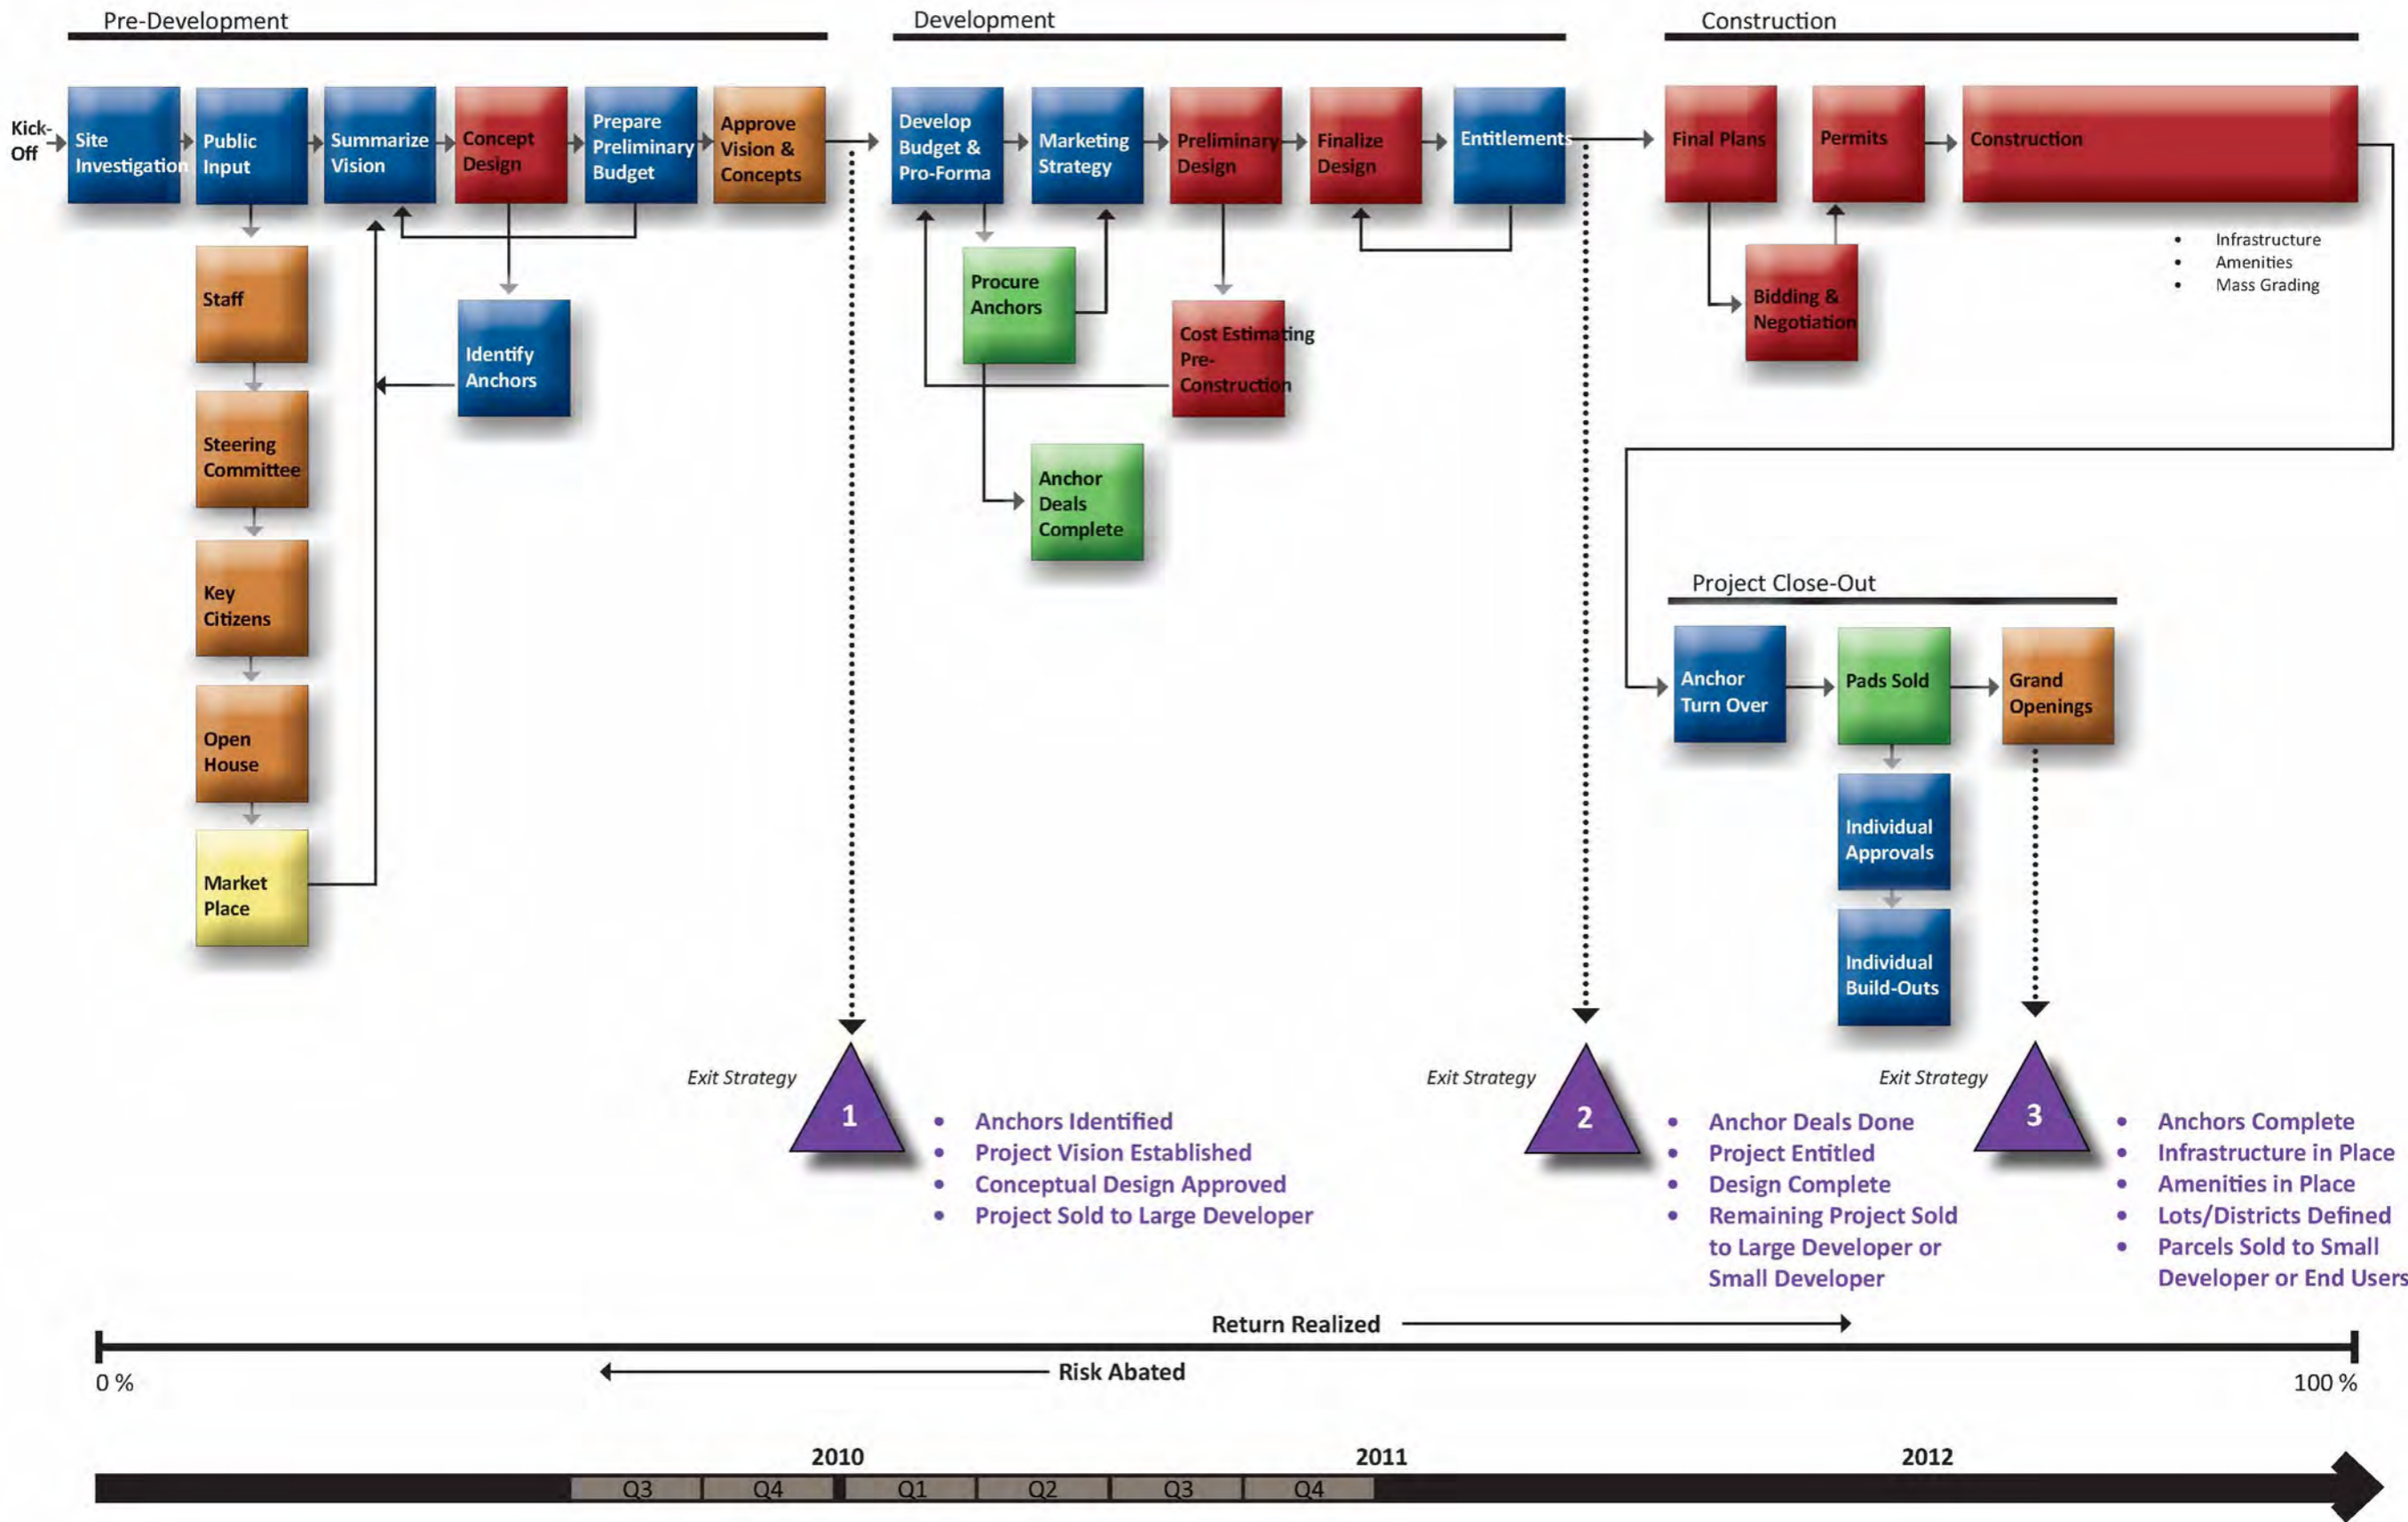 Pre-Development
Development
Construction
Kick-
Off
Site
Investigation
Public
Input
Summarize
Vision
Concept
Design
Prepare
Preliminary
Budget
Approve
Vision &
Concepts
Develop
Budget &
Pro-Forma
Marketing
Strategy
Preliminary
Design
Finalize
Design
Entitlements
Final Plans
Permits
Construction
Infrastructure
Amenities
Mass Grading
Staff
Identify
Anchors
Procure
Anchors
Cost Estimating
Pre-
Construction
Bidding &
Negotiation
Steering
Committee
Anchor
Deals
Complete
Key
Citizens
Open
House
Market
Place
Project Close-Out
Anchor
Turn Over
Pads Sold
Grand
Openings
Individual
Approvals
Individual
Build-Outs
Exit Strategy
1
• Anchors Identified
• Project Vision Established
• Conceptual Design Approved
• Project Sold to Large Developer
Exit Strategy
2
• Anchor Deals Done
• Project Entitled
• Design Complete
• Remaining Project Sold
to Large Developer or
Small Developer
Exit Strategy
3
• Anchors Complete
• Infrastructure in Place
• Amenities in Place
• Lots/Districts Defined
• Parcels Sold to Small
Developer or End Users
Return Realized
Risk Abated
0 %
100 %
2010
2011
2012
Q3
Q4
Q1
Q2
Q3
Q4